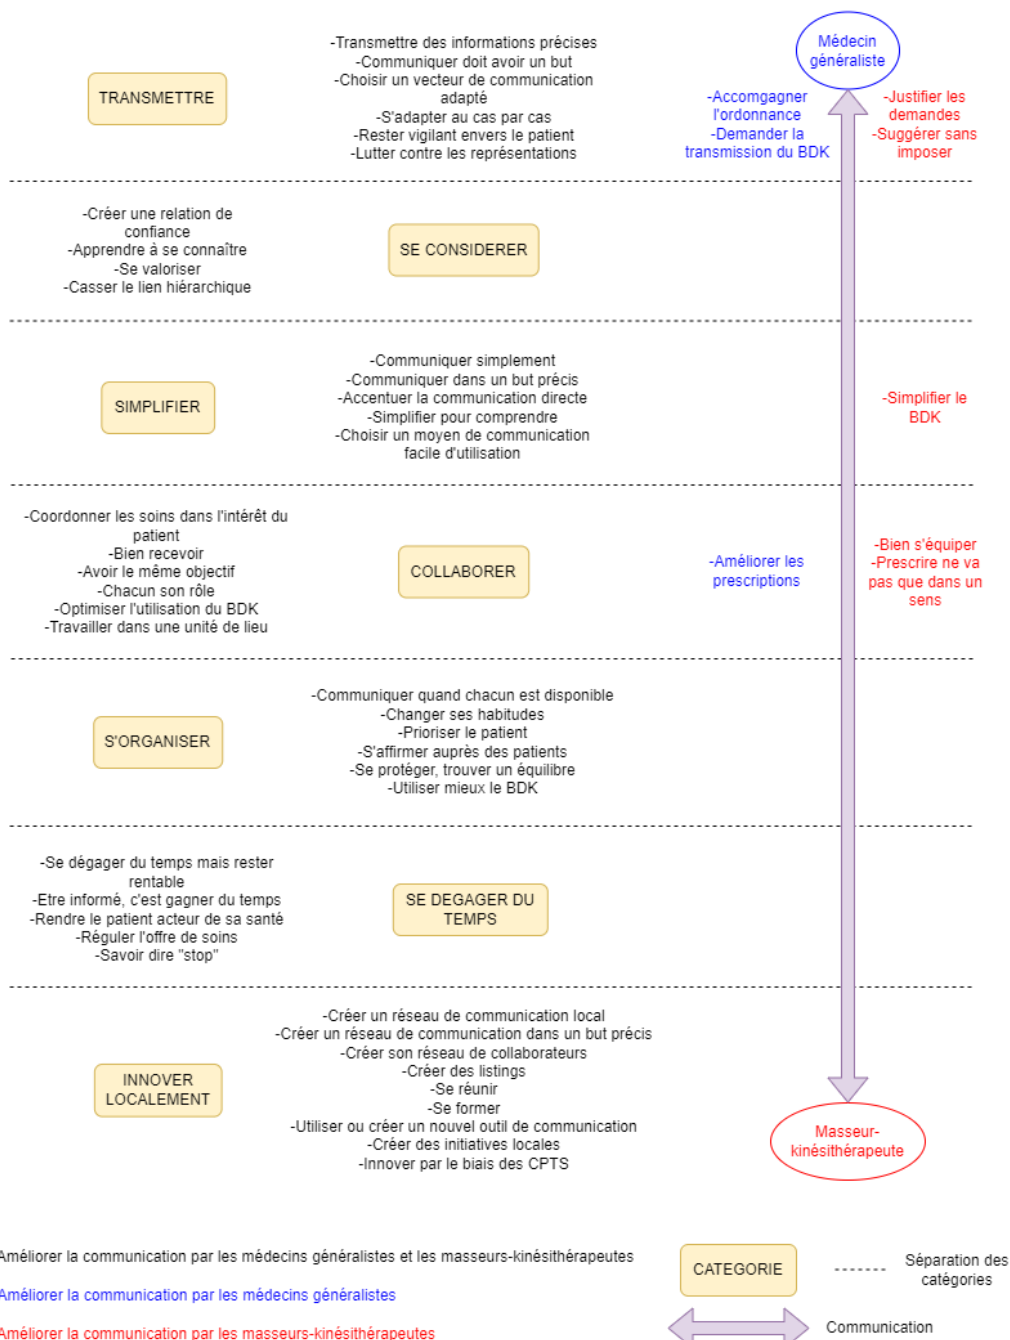 TRANSMETTRE
-Transmettre des informations précises
-Communiquer doit avoir un but
-Choisir un vecteur de communication
adapté
-S'adapter au cas par cas
-Rester vigilant envers le patient
-Lutter contre les représentations
Médecin
généraliste
-Accomgagner
l'ordonnance
-Demander la
transmission du BDK
-Justifier les
demandes
-Suggérer sans
imposer
-Créer une relation de
confiance
-Apprendre à se connaître
-Se valoriser
-Casser le lien hiérarchique
SE CONSIDERER
SIMPLIFIER
-Communiquer simplement
-Communiquer dans un but précis
-Accentuer la communication directe
-Simplifier pour comprendre
-Choisir un moyen de communication
facile d'utilisation
-Simplifier le
BDK
-Coordonner les soins dans l'intérêt du
patient
-Bien recevoir
-Avoir le même objectif
-Chacun son rôle
-Optimiser l'utilisation du BDK
-Travailler dans une unité de lieu
COLLABORER
-Améliorer les
prescriptions
-Bien s'équiper
-Prescrire ne va
pas que dans un
sens
S'ORGANISER
-Communiquer quand chacun est disponible
-Changer ses habitudes
-Prioriser le patient
-S'affirmer auprès des patients
-Se protéger, trouver un équilibre
-Utiliser mieux le BDK
-Se dégager du temps mais rester
rentable
-Etre informé, c'est gagner du temps
-Rendre le patient acteur de sa santé
-Réguler l'offre de soins
-Savoir dire "stop"
SE DEGAGER DU
TEMPS
INNOVER
LOCALEMENT
-Créer un réseau de communication local
-Créer un réseau de communication dans un but précis
-Créer son réseau de collaborateurs
-Créer des listings
-Se réunir
-Se former
-Utiliser ou créer un nouvel outil de communication
-Créer des initiatives locales
-Innover par le biais des CPTS
Masseur-
kinésithérapeute
Améliorer la communication par les médecins généralistes et les masseurs-kinésithérapeutes
Améliorer la communication par les médecins généralistes
Améliorer la communication par les masseurs-kinésithérapeutes
CATEGORIE
Séparation des
catégories
Communication